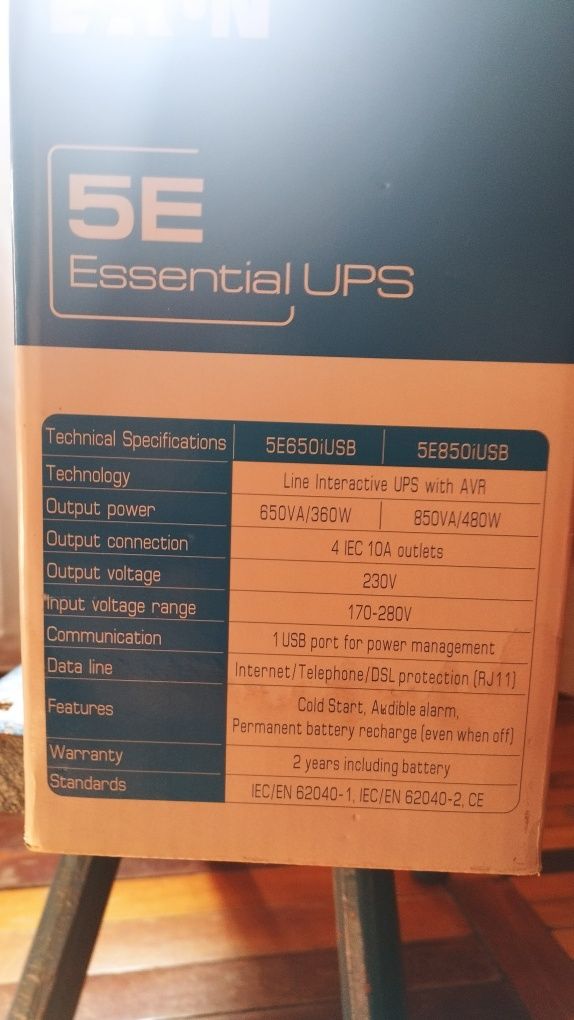 5E
Essential UPS
Technical Specifications 5E650iUSB 5E850iUSB
Technology Line Interactive UPS with AVR
Output power 650VA/360W 850VA/480W
Output connection 4 IEC 10A outlets
Output voltage 230V
Input voltage range 170-280V
Communication 1 USB port for power management
Data line Internet/Telephone/DSL protection (RJ11)
Features Cold Start, Audible alarm,
Permanent battery recharge (even when off)
Warranty 2 years including battery
Standards IEC/EN 62040-1, IEC/EN 62040-2, CE